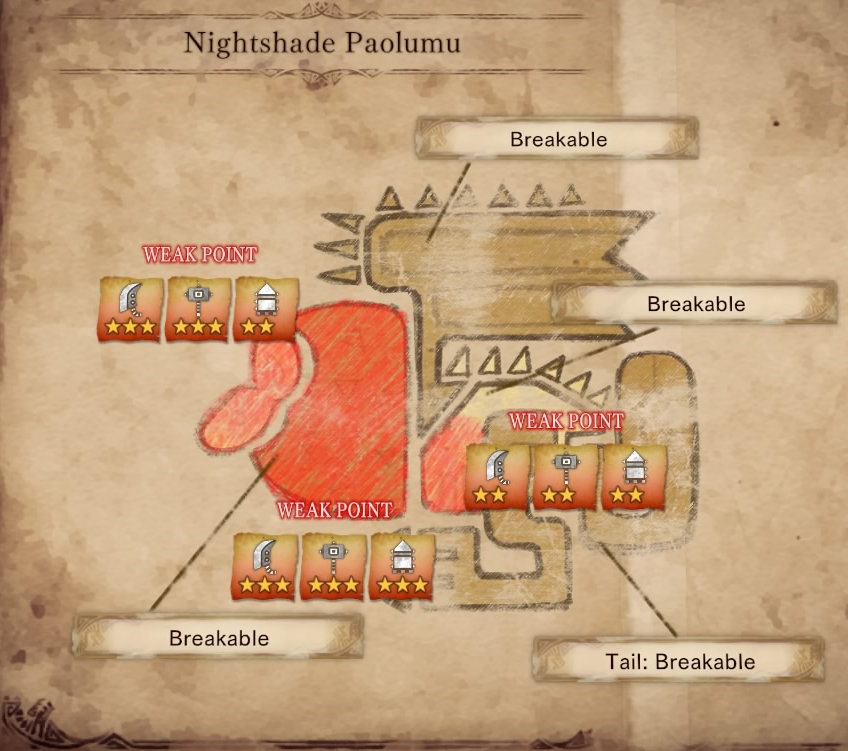 Nightshade Paolumu
Breakable
WEAK POINT
Breakable
WEAK POINT
WEAK POINT
Breakable
Tail: Breakable